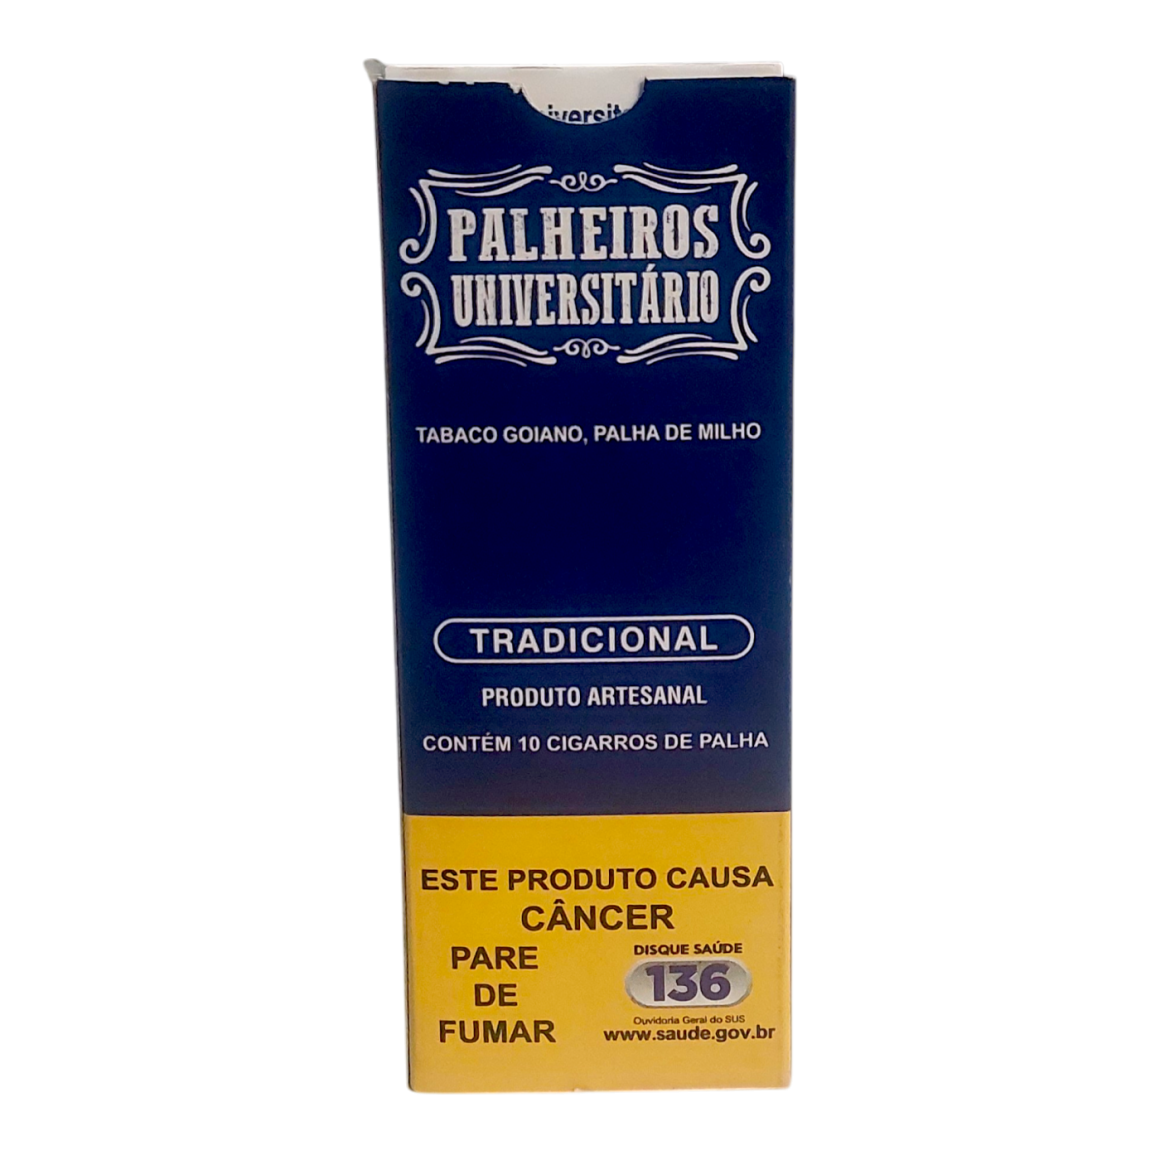 PALHEIROS
UNIVERSITÁRIO
TABACO GOIANO, PALHA DE MILHO
TRADICIONAL
PRODUTO ARTESANAL
CONTÉM 10 CIGARROS DE PALHA
ESTE PRODUTO CAUSA
CÂNCER
PARE
DE
FUMAR
DISQUE SAÚDE
136
Ouvidoria Geral do SUS
www.saude.gov.br